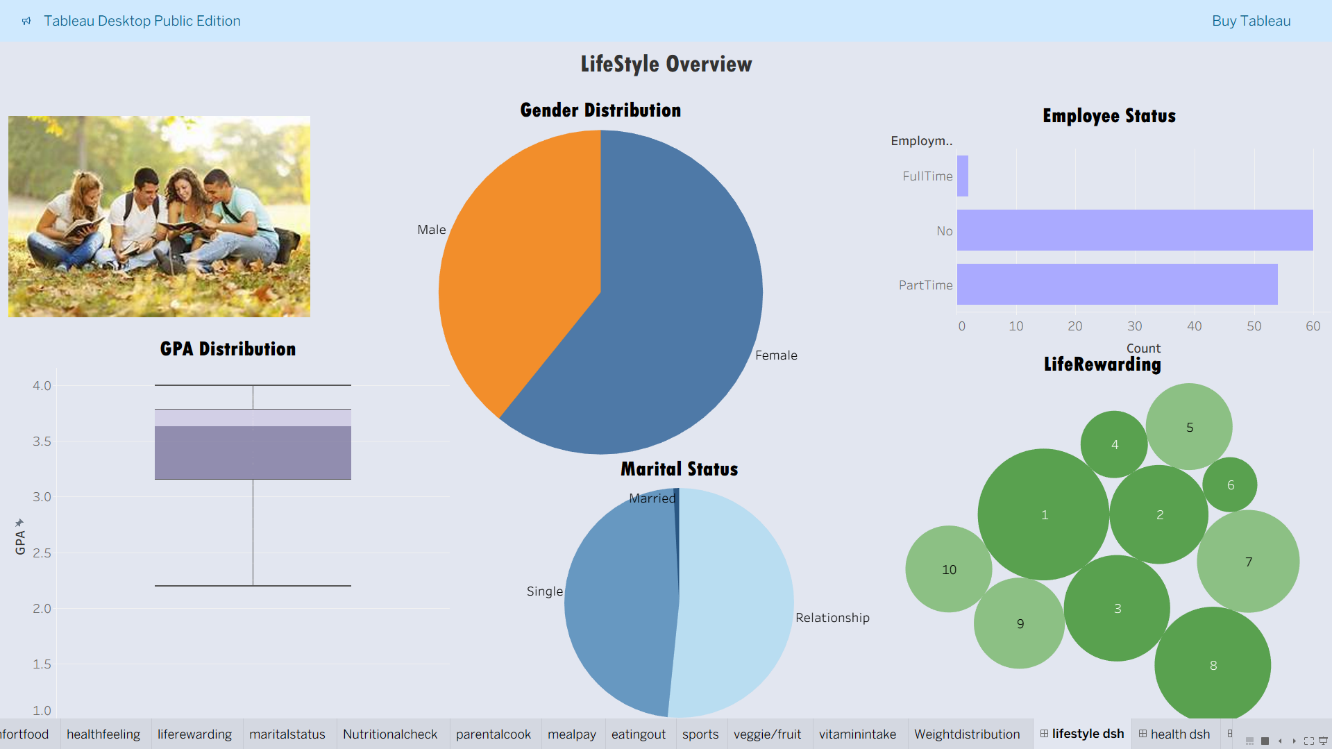 Tableau Desktop Public Edition
Buy Tableau
LifeStyle Overview
Gender Distribution
Male
Female
Employee Status
Employm..
FullTime
No
PartTime
0 10 20 30 40 50 60
Count
GPA Distribution
4.0
3.5
3.0
2.5
2.0
1.5
1.0
GPA
Marital Status
Married
Single
Relationship
LifeRewarding
5
4
6
1
2
7
10
3
9
8
nfortfood healthfeeling liferewarding maritalstatus Nutritionalcheck parentalcook mealpay eatingout sports veggie/fruit vitaminintake Weightdistribution lifestyle dsh health dsh